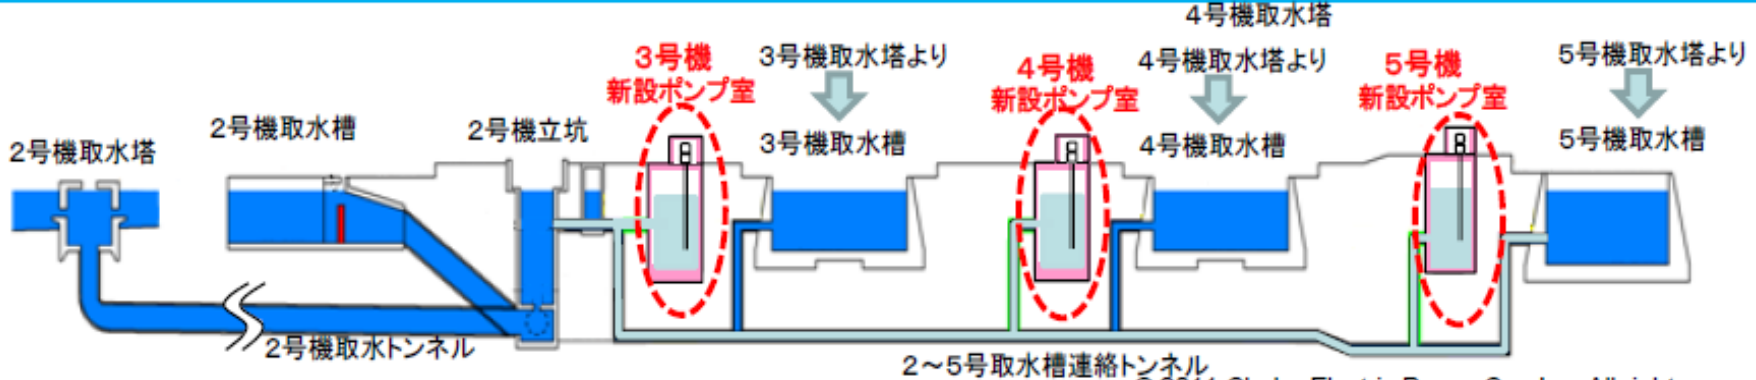 4号機取水塔
3号機
新設ポンプ室
3号機取水塔より
4号機
新設ポンプ室
4号機取水塔より
5号機
新設ポンプ室
5号機取水塔より
2号機取水塔
2号機取水槽
2号機立坑
3号機取水槽
4号機取水槽
5号機取水槽
2号機取水トンネル
2～5号取水槽連絡トンネル